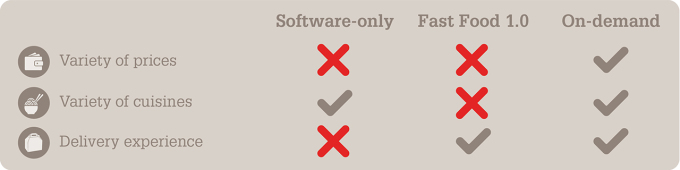 Software-only Fast Food 1.0 On-demand
Variety of prices
Variety of cuisines
Delivery experience